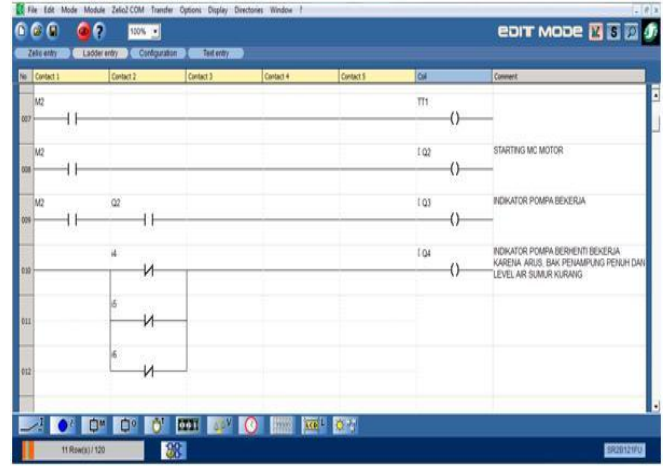 File Edit Mode Module Zelio2 COM Transfer Options Display Directories Window ?
100%
EDIT MODE
S
Zelio entry Ladder entry Configuration Text entry
No Contact 1 Contact 2 Contact 3 Contact 4 Contact 5 Coil Comment
M2 TT1
007
M2 [ Q2 STARTING MC MOTOR
008
M2 Q2 [ Q3 INDIKATOR POMPA BEKERJA
009
i4 [ Q4 INDIKATOR POMPA BERHENTI BEKERJA
KARENA ARUS. BAK PENAMPUNG PENUH DAN
LEVEL AIR SUMUR KURANG
010
i5
011
i6
012
11 Row(s) / 120
SR2B121FU